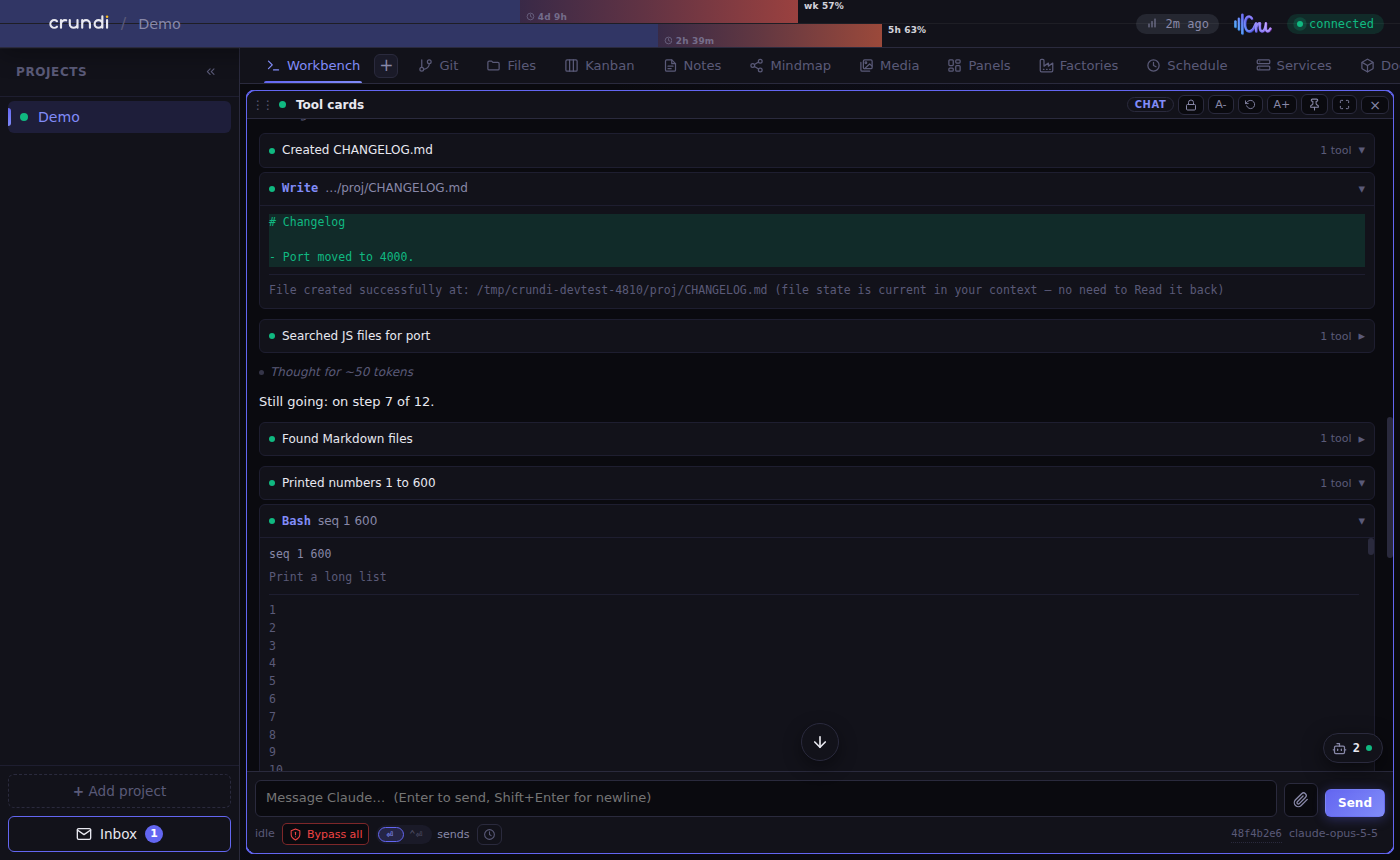 crundi / Demo
4d 9h
wk 57%
2h 39m
5h 63%
2m ago
connected
PROJECTS
«
Demo
+ Add project
Inbox 1
Workbench
+
Git
Files
Kanban
Notes
Mindmap
Media
Panels
Factories
Schedule
Services
Do
Tool cards
CHAT
A-
A+
Created CHANGELOG.md
1 tool
Write …/proj/CHANGELOG.md
# Changelog
- Port moved to 4000.
File created successfully at: /tmp/crundi-devtest-4810/proj/CHANGELOG.md (file state is current in your context — no need to Read it back)
Searched JS files for port
1 tool
Thought for ~50 tokens
Still going: on step 7 of 12.
Found Markdown files
1 tool
Printed numbers 1 to 600
1 tool
Bash seq 1 600
seq 1 600
Print a long list
1
2
3
4
5
6
7
8
9
10
2
Message Claude… (Enter to send, Shift+Enter for newline)
Send
idle
Bypass all
sends
48f4b2e6
claude-opus-5-5